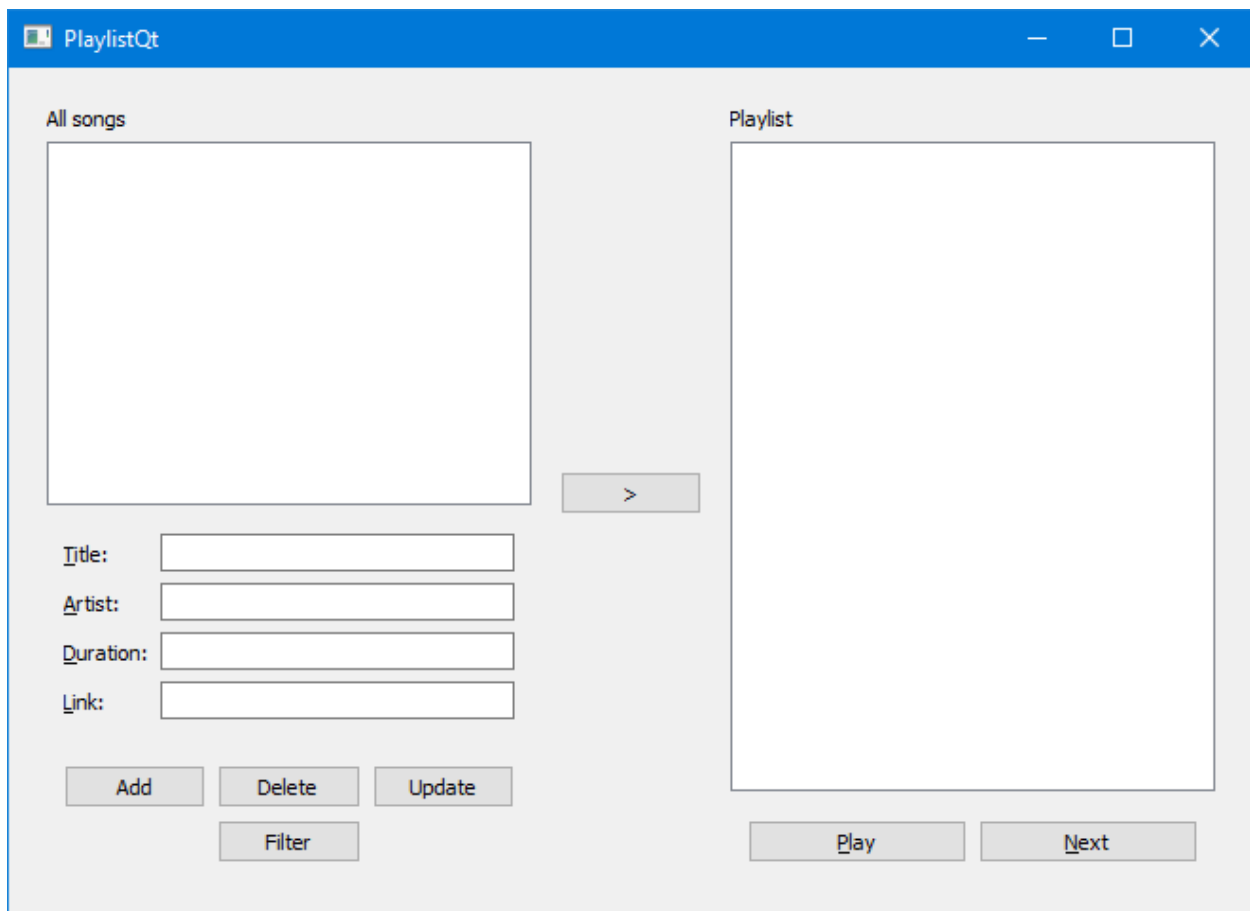 PlaylistQt
All songs
Playlist
>
Title:
Artist:
Duration:
Link:
Add Delete Update
Filter
Play Next